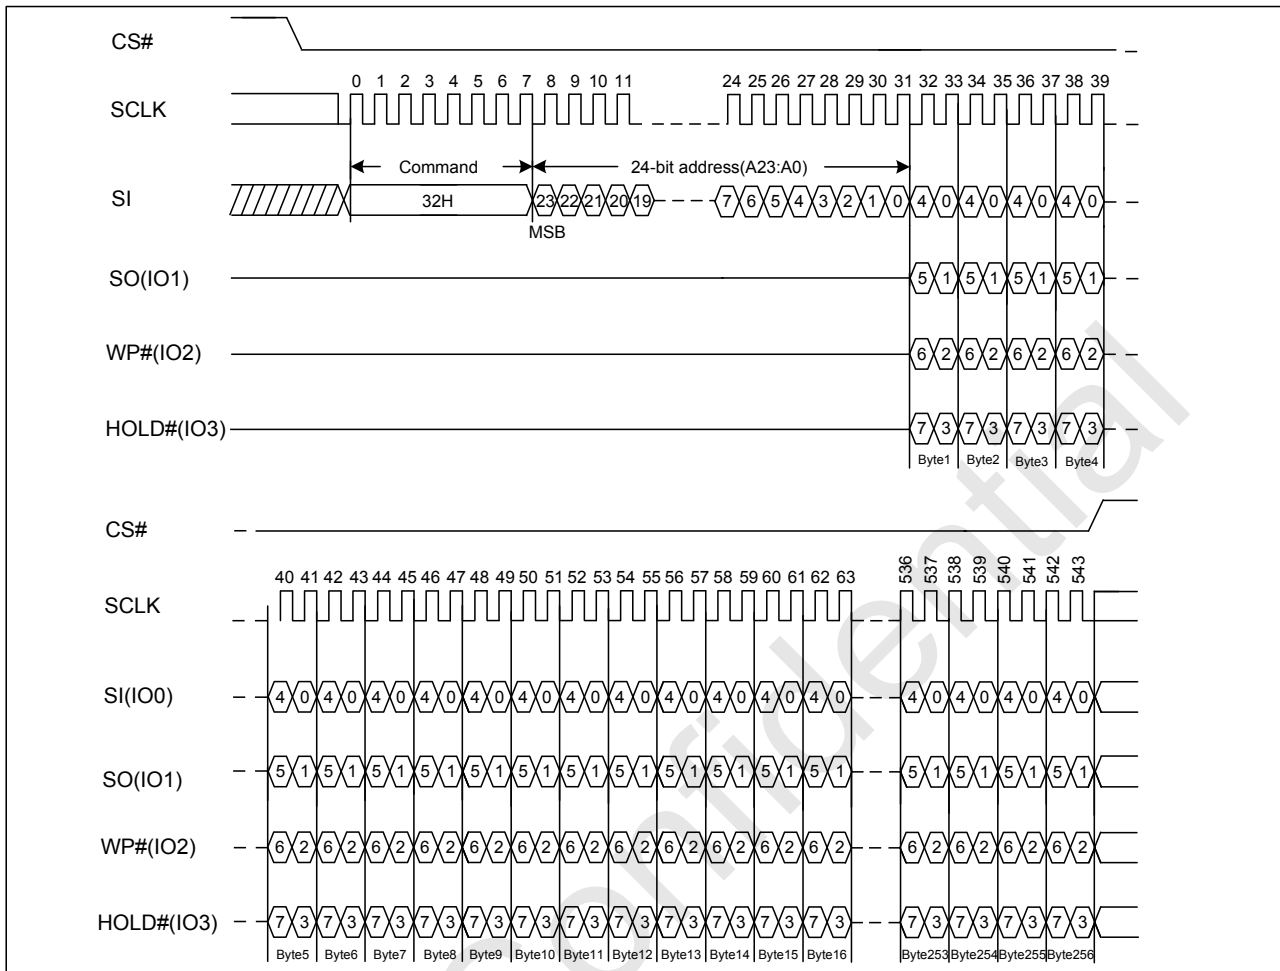 CS#
0 1 2 3 4 5 6 7 8 9 10 11 24 25 26 27 28 29 30 31 32 33 34 35 36 37 38 39
SCLK
Command 24-bit address(A23:A0)
SI 32H 23 22 21 20 19 7 6 5 4 3 2 1 0 4 0 4 0 4 0 4 0
MSB
SO(IO1) 5 1 5 1 5 1 5 1
WP#(IO2) 6 2 6 2 6 2 6 2
HOLD#(IO3) 7 3 7 3 7 3 7 3
Byte1 Byte2 Byte3 Byte4
CS#
40 41 42 43 44 45 46 47 48 49 50 51 52 53 54 55 56 57 58 59 60 61 62 63 536 537 538 539 540 541 542 543
SCLK
SI(IO0) 4 0 4 0 4 0 4 0 4 0 4 0 4 0 4 0 4 0 4 0 4 0 4 0 4 0 4 0 4 0 4 0
SO(IO1) 5 1 5 1 5 1 5 1 5 1 5 1 5 1 5 1 5 1 5 1 5 1 5 1 5 1 5 1 5 1 5 1
WP#(IO2) 6 2 6 2 6 2 6 2 6 2 6 2 6 2 6 2 6 2 6 2 6 2 6 2 6 2 6 2 6 2 6 2
HOLD#(IO3) 7 3 7 3 7 3 7 3 7 3 7 3 7 3 7 3 7 3 7 3 7 3 7 3 7 3 7 3 7 3 7 3
Byte5 Byte6 Byte7 Byte8 Byte9 Byte10 Byte11 Byte12 Byte13 Byte14 Byte15 Byte16 Byte253 Byte254 Byte255 Byte256
Confidential